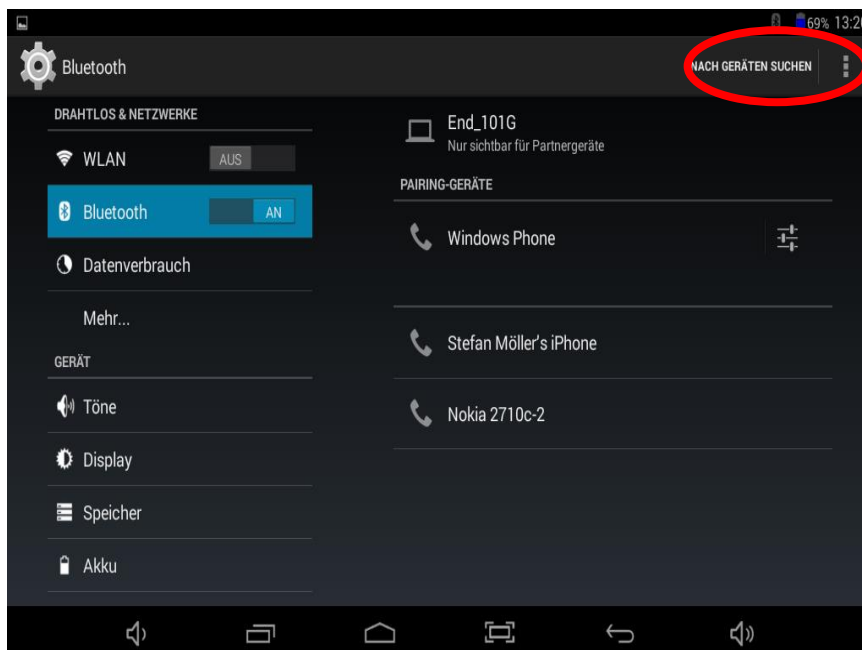 69% 13:20
Bluetooth
NACH GERÄTEN SUCHEN
DRAHTLOS & NETZWERKE
WLAN AUS
Bluetooth AN
Datenverbrauch
Mehr...
GERÄT
Töne
Display
Speicher
Akku
End_101G
Nur sichtbar für Partnergeräte
PAIRING-GERÄTE
Windows Phone
Stefan Möller's iPhone
Nokia 2710c-2